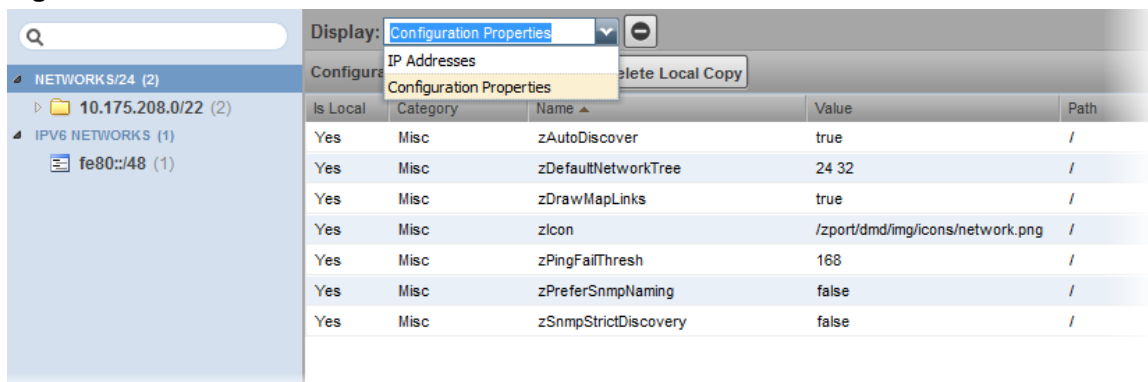 Display: Configuration Properties
IP Addresses
Configuration Properties
Configura elete Local Copy
NETWORKS/24 (2)
10.175.208.0/22 (2)
IPV6 NETWORKS (1)
fe80::/48 (1)
Is Local Category Name Value Path
Yes Misc zAutoDiscover true /
Yes Misc zDefaultNetworkTree 24 32 /
Yes Misc zDrawMapLinks true /
Yes Misc zIcon /zport/dmd/img/icons/network.png /
Yes Misc zPingFailThresh 168 /
Yes Misc zPreferSnmpNaming false /
Yes Misc zSnmpStrictDiscovery false /